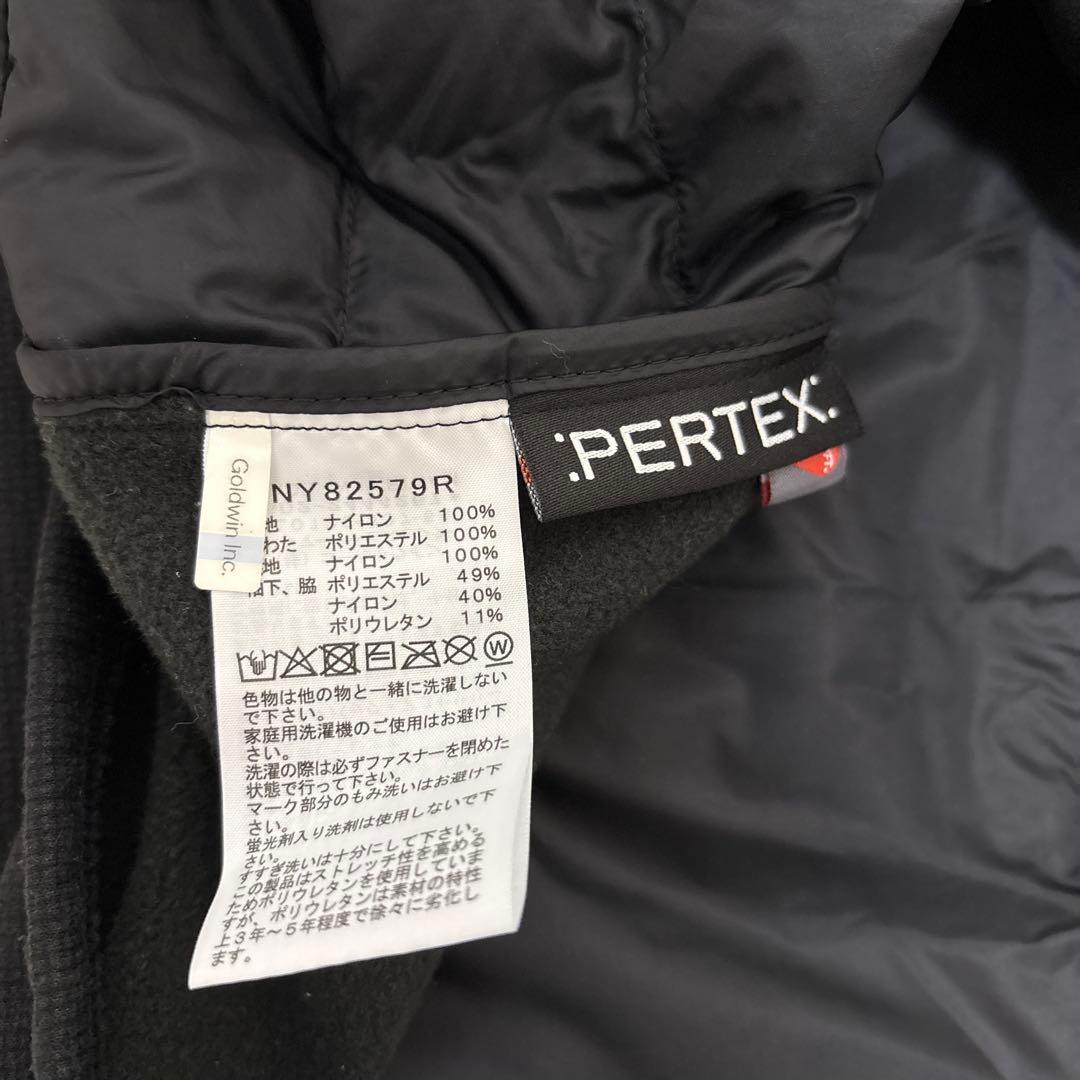 :PERTEX:
FT.
Goldwin Inc.
NY82579R
地 ナイロン 100%
わた ポリエステル 100%
地 ナイロン 100%
袖下、脇 ポリエステル 49%
ナイロン 40%
ポリウレタン 11%
W
色物は他の物と一緒に洗濯しない
で下さい。
家庭用洗濯機のご使用はお避け下
さい。
洗濯の際は必ずファスナーを閉めた
状態で行って下さい。
マーク部分のもみ洗いはお避け下
さい。
蛍光剤入り洗剤は使用しないで下
さい。
すすぎ洗いは十分にして下さい。
この製品はストレッチ性を高める
ためポリウレタンを使用していま
すが、ポリウレタンは素材の特性
上3年～5年程度で徐々に劣化し
ます。